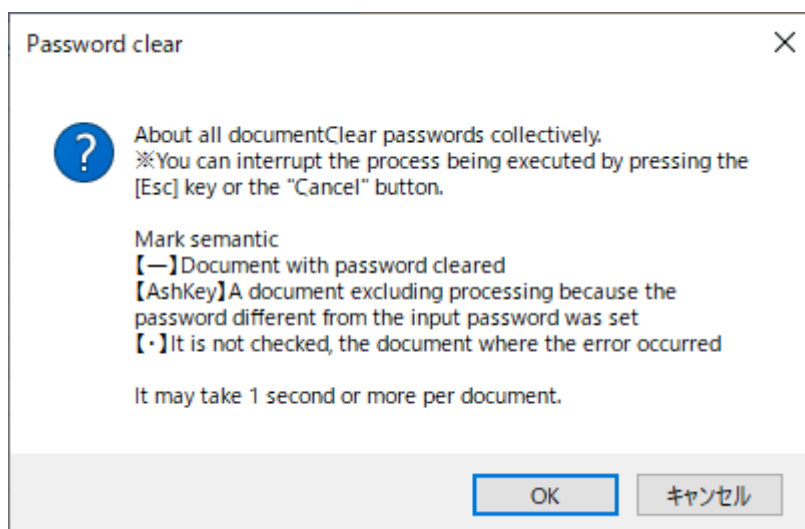 Password clear
About all documentClear passwords collectively.
※You can interrupt the process being executed by pressing the
[Esc] key or the "Cancel" button.
Mark semantic
【—】Document with password cleared
【AshKey】A document excluding processing because the
password different from the input password was set
【・】It is not checked, the document where the error occurred
It may take 1 second or more per document.
OK
キャンセル